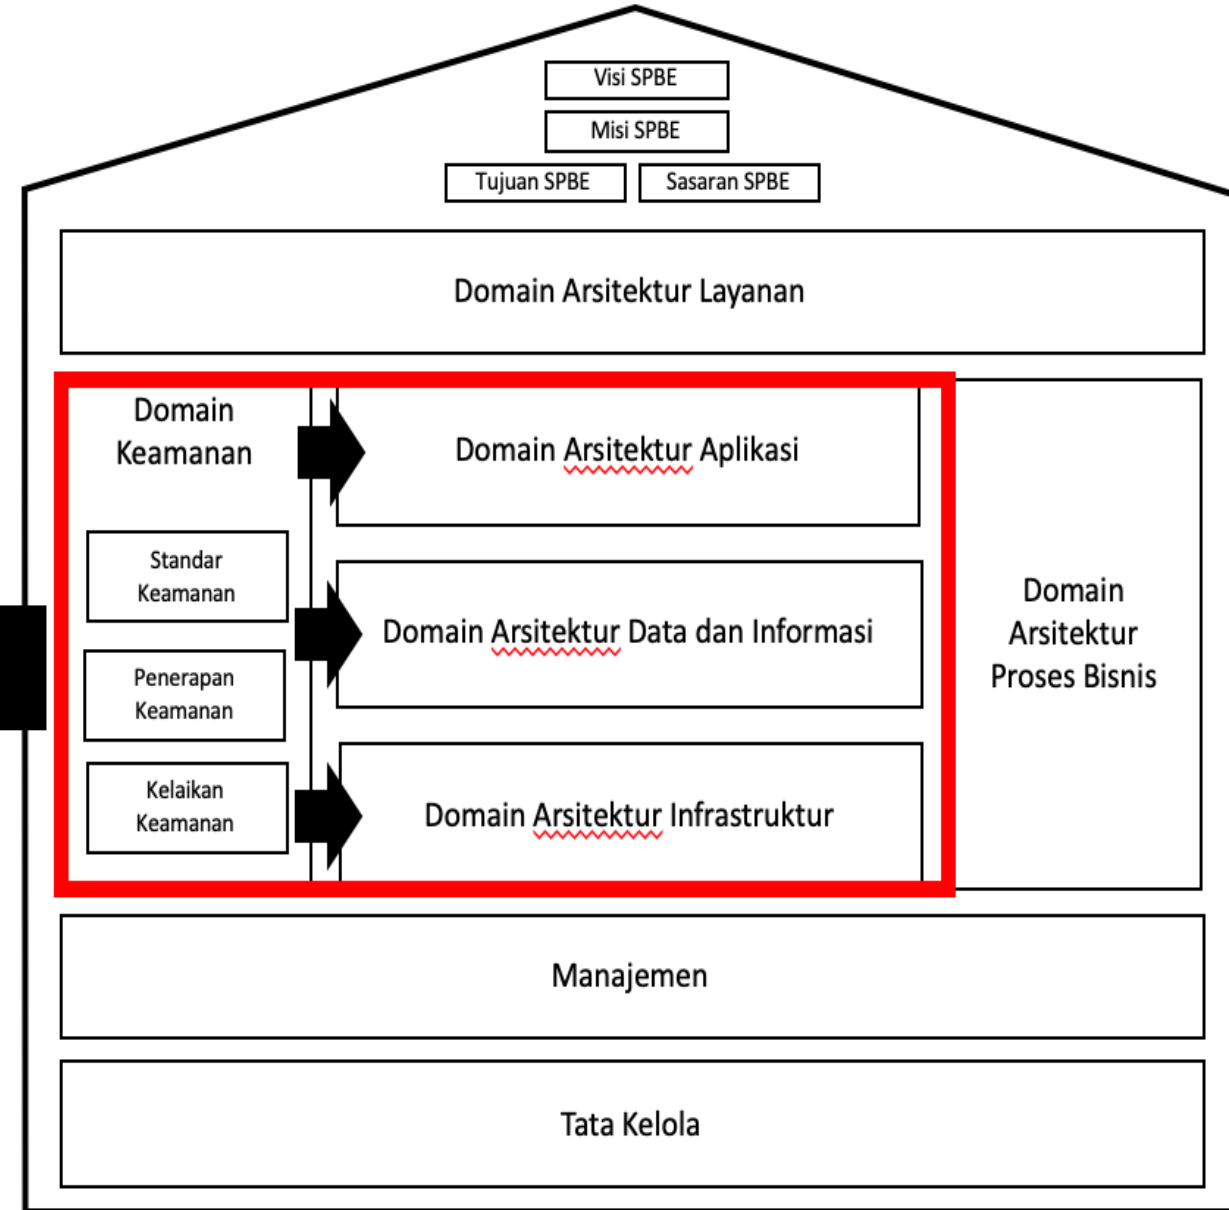 Visi SPBE
Misi SPBE
Tujuan SPBE
Sasaran SPBE
Domain Arsitektur Layanan
Domain
Keamanan
Standar
Keamanan
Penerapan
Keamanan
Kelaikan
Keamanan
Domain Arsitektur Aplikasi
Domain Arsitektur Data dan Informasi
Domain Arsitektur Infrastruktur
Domain
Arsitektur
Proses Bisnis
Manajemen
Tata Kelola